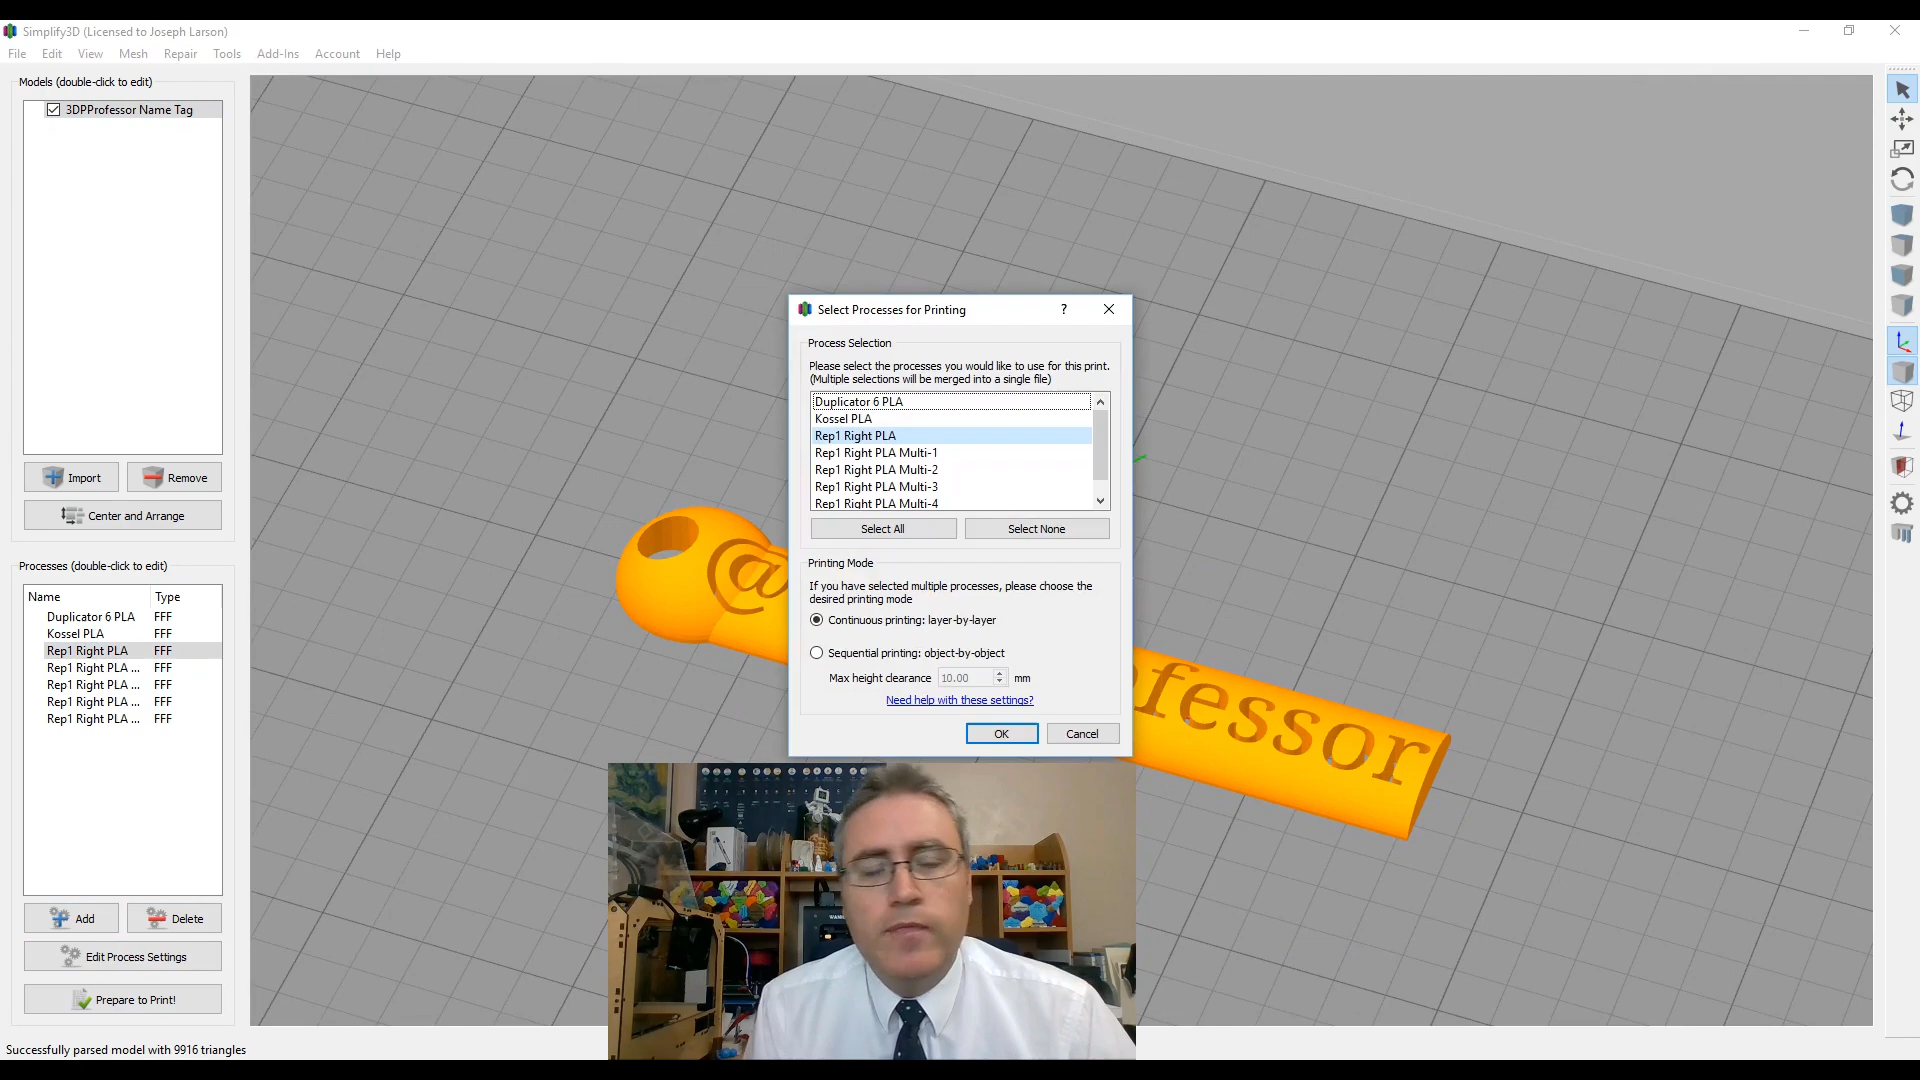 Simplify3D (Licensed to Joseph Larson)
File Edit View Mesh Repair Tools Add-Ins Account Help
Models (double-click to edit)
3DPProfessor Name Tag
Import Remove
Center and Arrange
Processes (double-click to edit)
Name Type
Duplicator 6 PLA FFF
Kossel PLA FFF
Rep1 Right PLA FFF
Rep1 Right PLA ... FFF
Rep1 Right PLA ... FFF
Rep1 Right PLA ... FFF
Rep1 Right PLA ... FFF
Add Delete
Edit Process Settings
Prepare to Print!
Successfully parsed model with 9916 triangles
Select Processes for Printing ?
Process Selection
Please select the processes you would like to use for this print.
(Multiple selections will be merged into a single file)
Duplicator 6 PLA
Kossel PLA
Rep1 Right PLA
Rep1 Right PLA Multi-1
Rep1 Right PLA Multi-2
Rep1 Right PLA Multi-3
Rep1 Right PLA Multi-4
Select All Select None
Printing Mode
If you have selected multiple processes, please choose the
desired printing mode
Continuous printing: layer-by-layer
Sequential printing: object-by-object
Max height clearance 10.00 mm
Need help with these settings?
OK Cancel
@
fessor